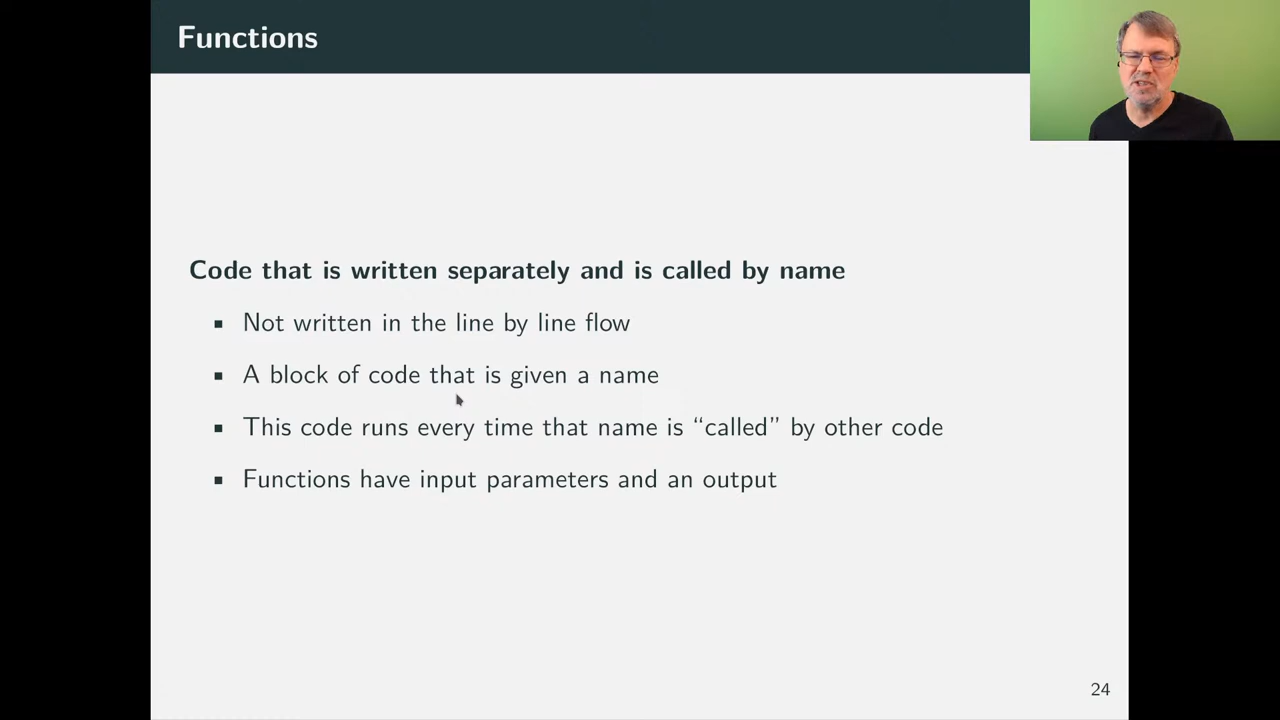 Functions
Code that is written separately and is called by name
▪ Not written in the line by line flow
▪ A block of code that is given a name
▪ This code runs every time that name is “called” by other code
▪ Functions have input parameters and an output
24